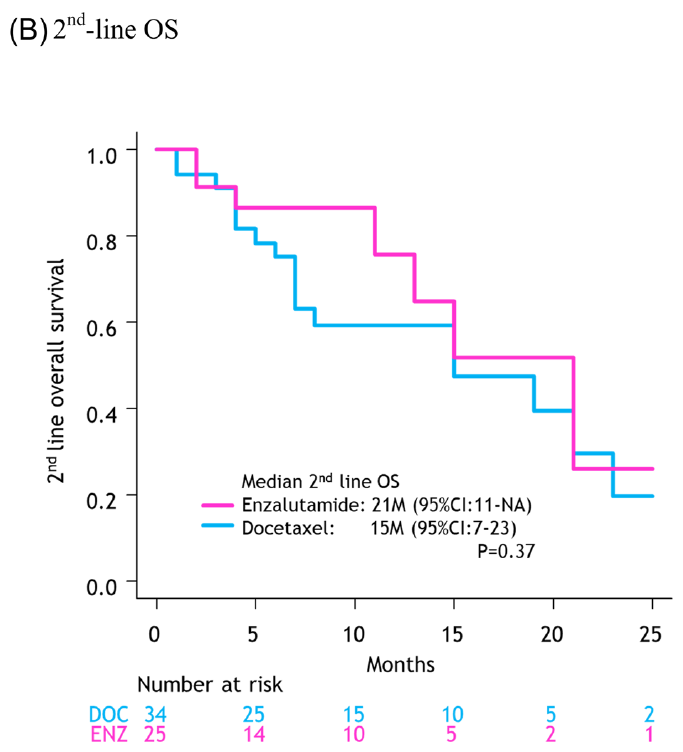 (B) 2nd-line OS
1.0
0.8
0.6
0.4
0.2
0.0
2nd line overall survival
Median 2nd line OS
Enzalutamide: 21M (95%CI:11-NA)
Docetaxel: 15M (95%CI:7-23)
P=0.37
0 5 10 15 20 25
Months
Number at risk
DOC 34 25 15 10 5 2
ENZ 25 14 10 5 2 1